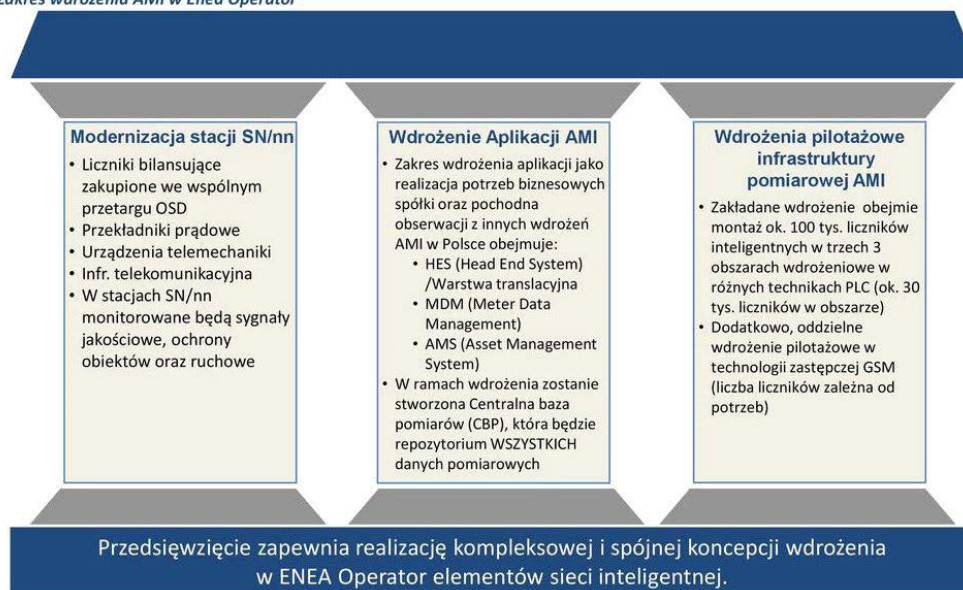 Zakres wdrożenia AMI w Enea Operator
Modernizacja stacji SN/nn
• Liczniki bilansujące
zakupione we wspólnym
przetargu OSD
• Przekładniki prądowe
• Urządzenia telemechaniki
• Infr. telekomunikacyjna
• W stacjach SN/nn
monitorowane będą sygnały
jakościowe, ochrony
obiektów oraz ruchowe
Wdrożenie Aplikacji AMI
• Zakres wdrożenia aplikacji jako
realizacja potrzeb biznesowych
spółki oraz pochodna
obserwacji z innych wdrożeń
AMI w Polsce obejmuje:
• HES (Head End System)
/Warstwa translacyjna
• MDM (Meter Data
Management)
• AMS (Asset Management
System)
• W ramach wdrożenia zostanie
stworzona Centralna baza
pomiarów (CBP), która będzie
repozytorium WSZYSTKICH
danych pomiarowych
Wdrożenia pilotażowe
infrastruktury
pomiarowej AMI
• Zakładane wdrożenie obejmie
montaż ok. 100 tys. liczników
inteligentnych w trzech 3
obszarach wdrożeniowe w
różnych technikach PLC (ok. 30
tys. liczników w obszarze)
• Dodatkowo, oddzielne
wdrożenie pilotażowe w
technologii zastępczej GSM
(liczba liczników zależna od
potrzeb)
Przedsięwzięcie zapewnia realizację kompleksowej i spójnej koncepcji wdrożenia
w ENEA Operator elementów sieci inteligentnej.